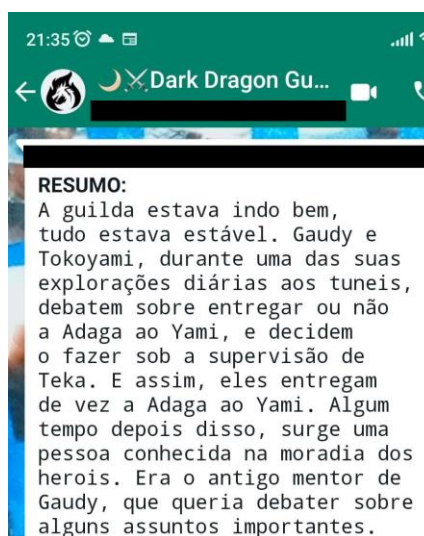 21:35
🌙⚔Dark Dragon Gu...
RESUMO:
A guilda estava indo bem,
tudo estava estável. Gaudy e
Tokoyami, durante uma das suas
explorações diárias aos tuneis,
debatem sobre entregar ou não
a Adaga ao Yami, e decidem
o fazer sob a supervisão de
Teka. E assim, eles entregam
de vez a Adaga ao Yami. Algum
tempo depois disso, surge uma
pessoa conhecida na moradia dos
herois. Era o antigo mentor de
Gaudy, que queria debater sobre
alguns assuntos importantes.